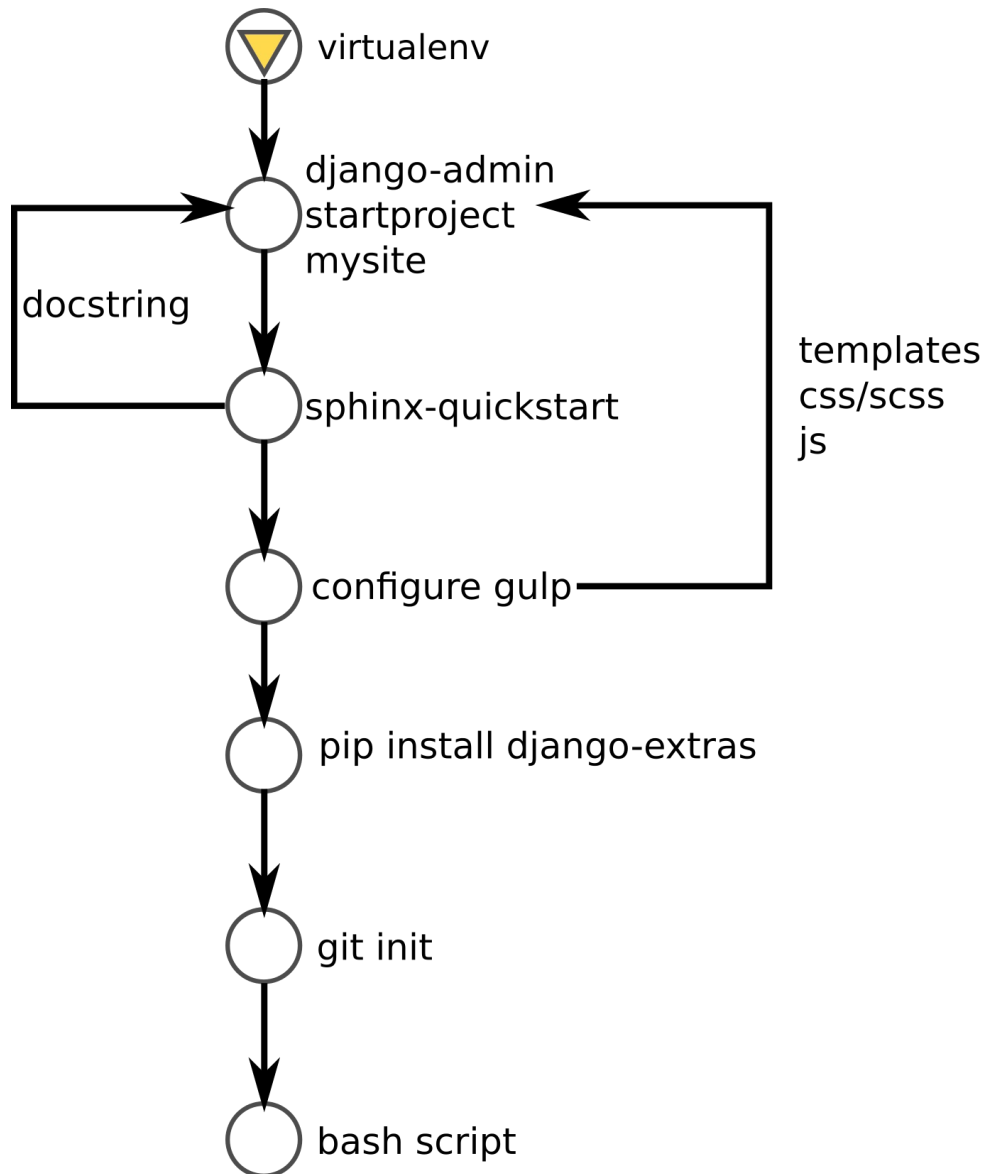 virtualenv
django-admin
startproject
mysite
docstring
templates
css/scss
js
sphinx-quickstart
configure gulp
pip install django-extras
git init
bash script